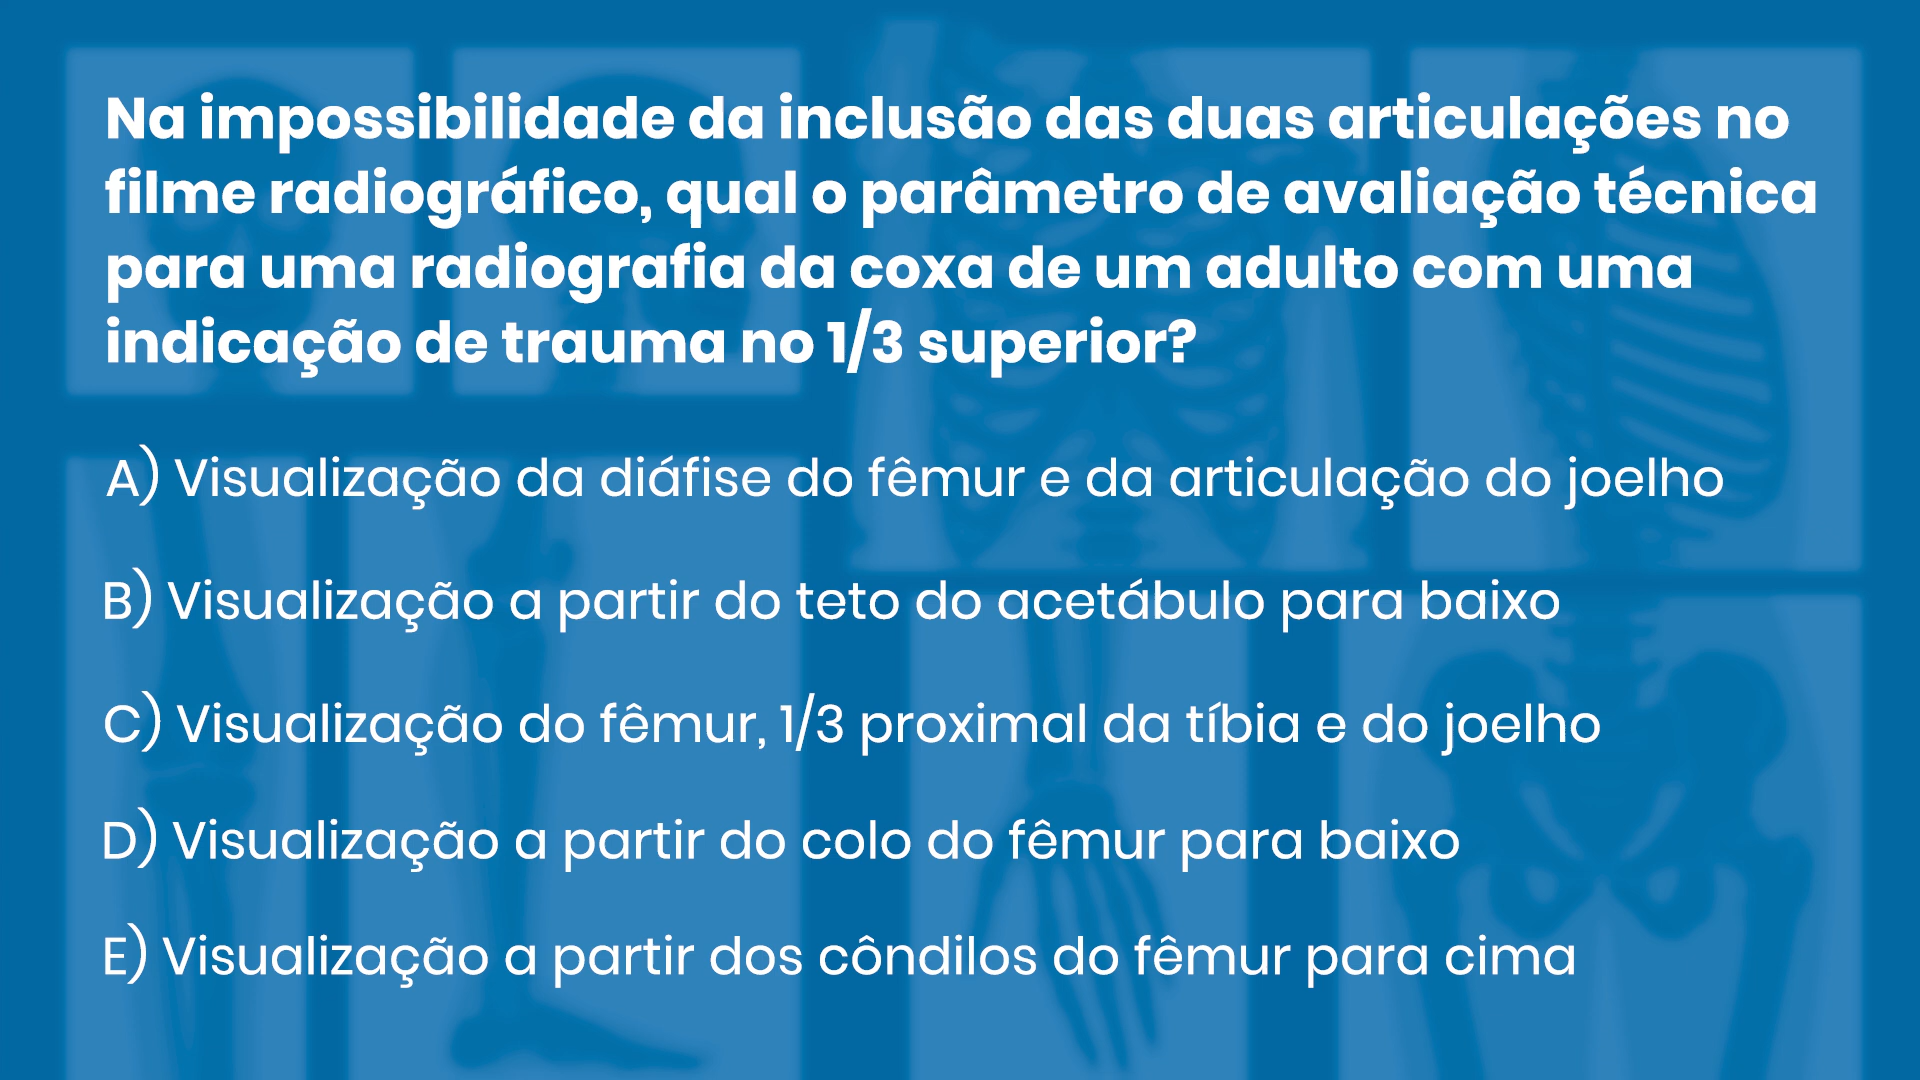 Na impossibilidade da inclusão das duas articulações no
filme radiográfico, qual o parâmetro de avaliação técnica
para uma radiografia da coxa de um adulto com uma
indicação de trauma no 1/3 superior?
A) Visualização da diáfise do fêmur e da articulação do joelho
B) Visualização a partir do teto do acetábulo para baixo
C) Visualização do fêmur, 1/3 proximal da tíbia e do joelho
D) Visualização a partir do colo do fêmur para baixo
E) Visualização a partir dos côndilos do fêmur para cima